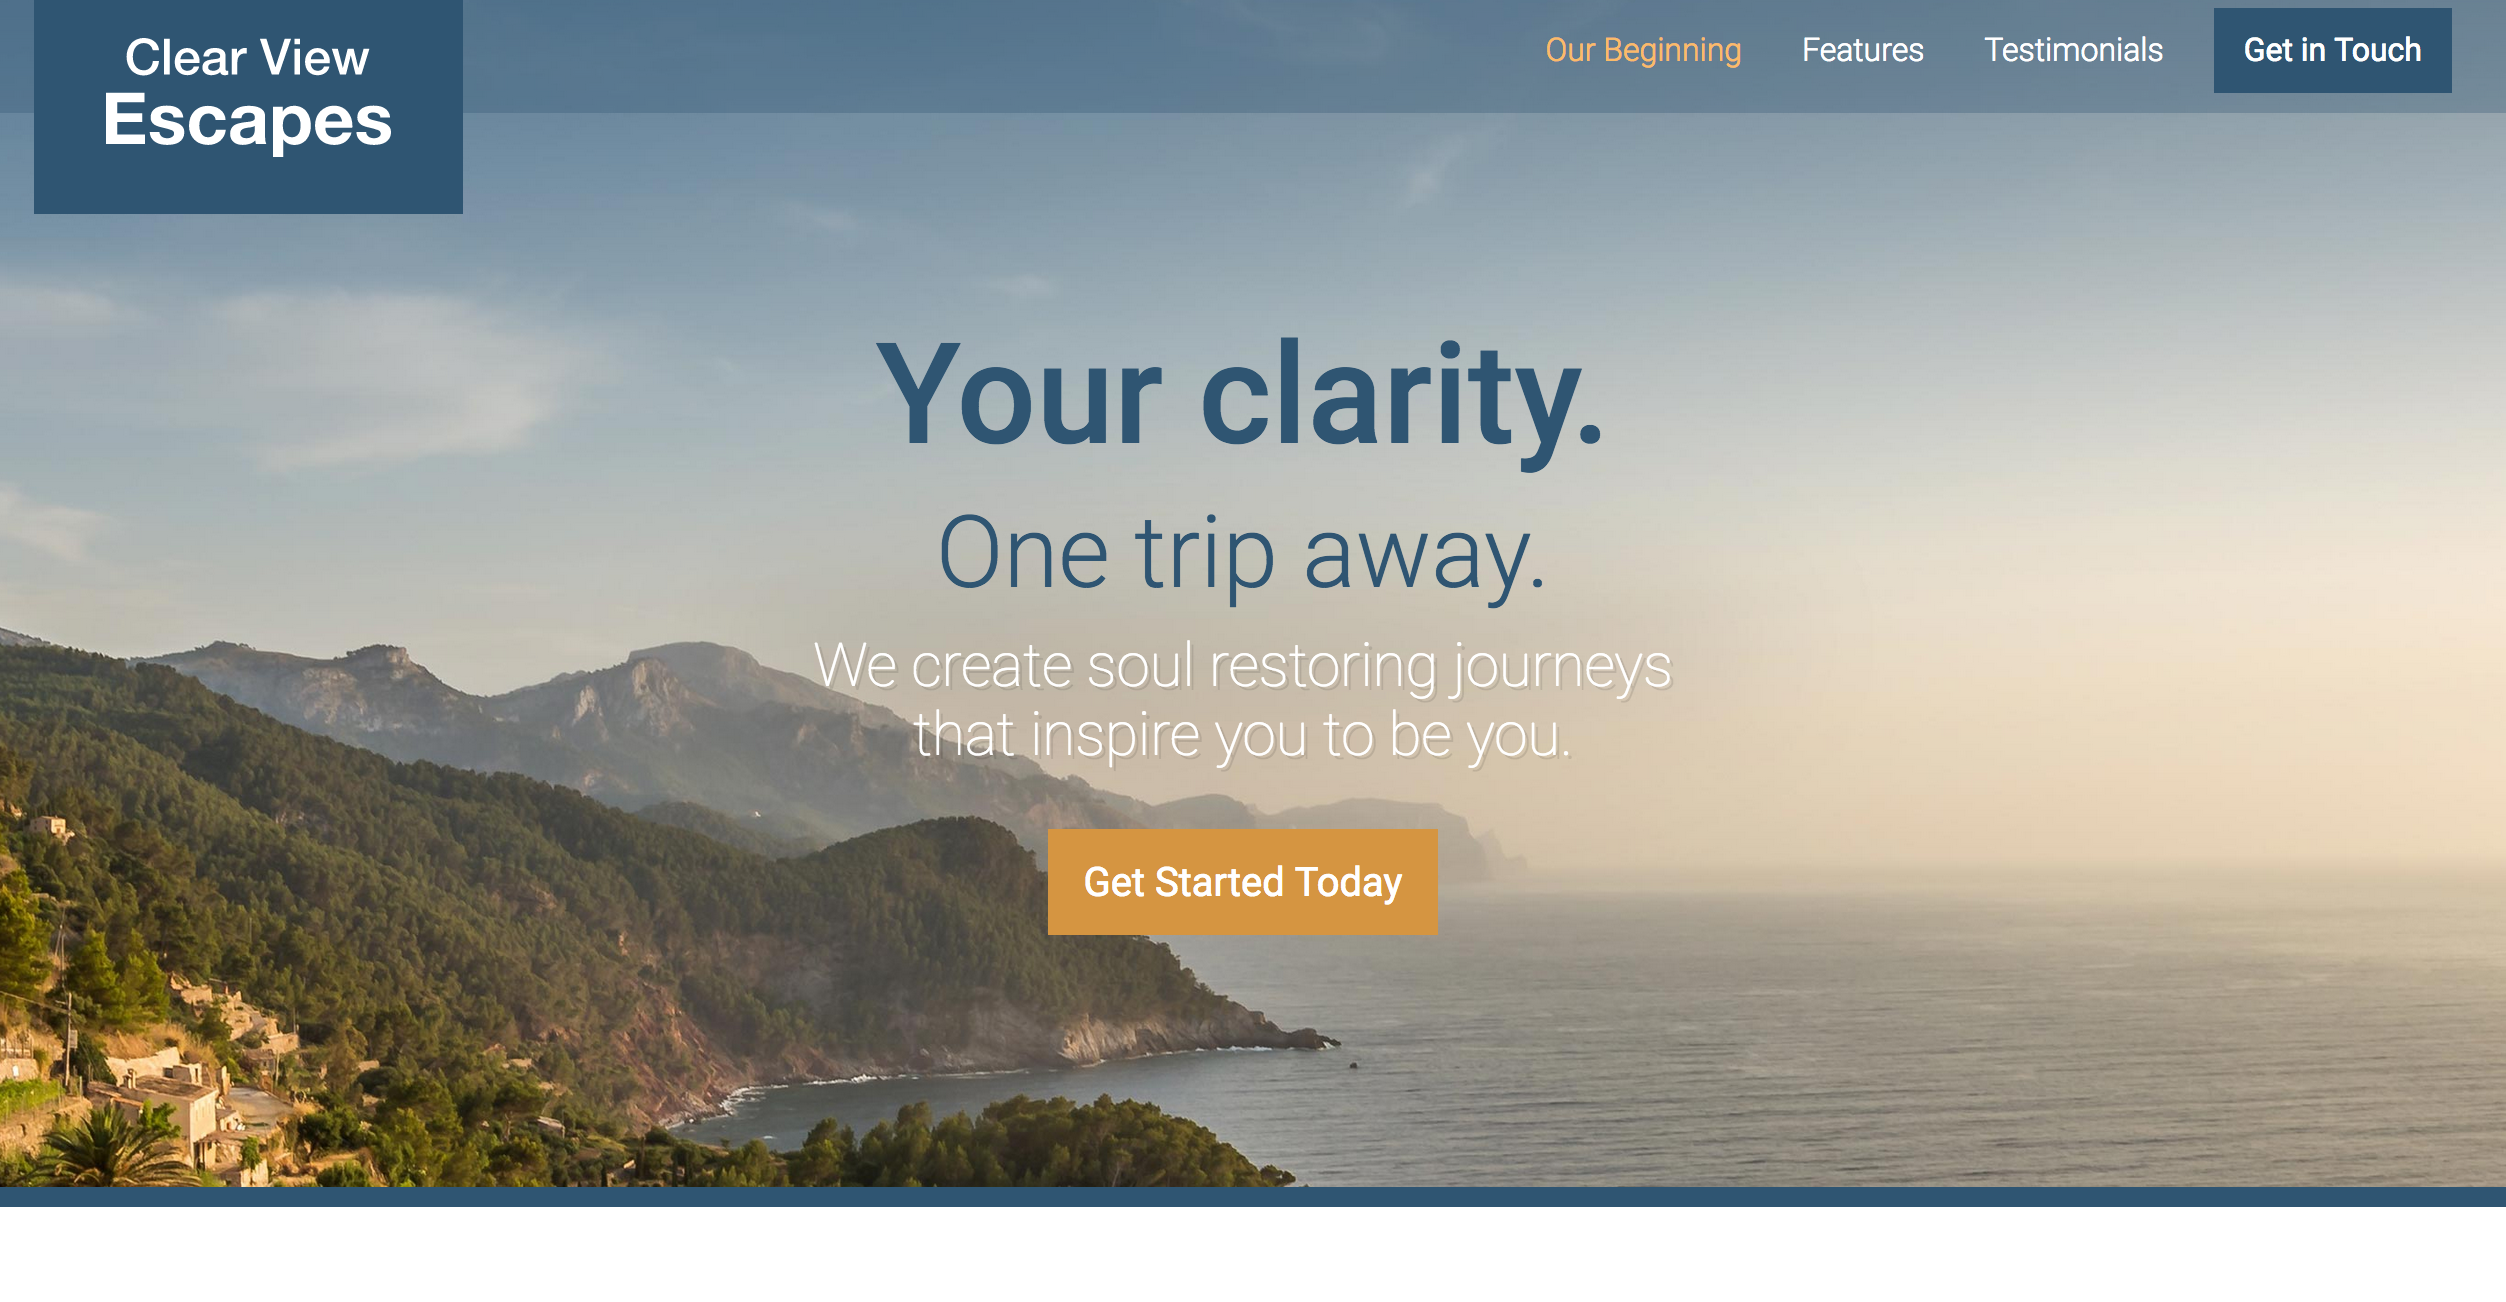 Clear View
Escapes
Our Beginning
Features
Testimonials
Get in Touch
Your clarity.
One trip away.
We create soul restoring journeys
that inspire you to be you.
Get Started Today